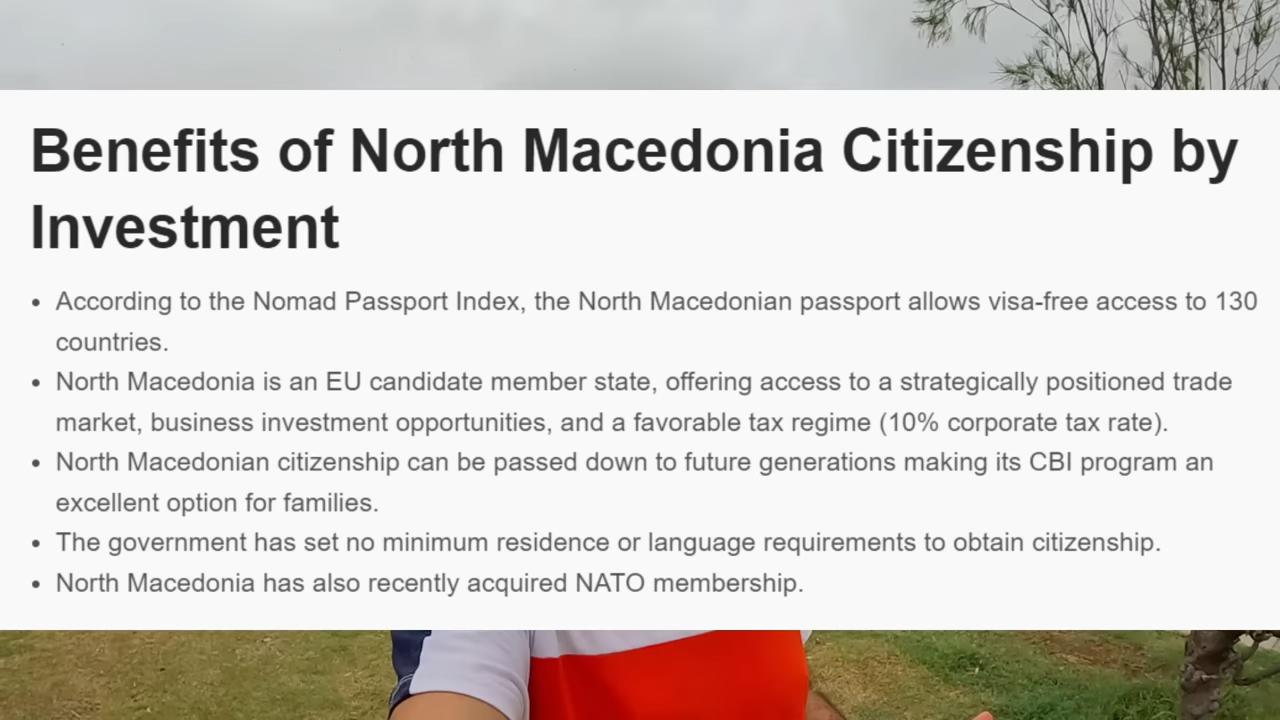 Benefits of North Macedonia Citizenship by
Investment
• According to the Nomad Passport Index, the North Macedonian passport allows visa-free access to 130
countries.
• North Macedonia is an EU candidate member state, offering access to a strategically positioned trade
market, business investment opportunities, and a favorable tax regime (10% corporate tax rate).
• North Macedonian citizenship can be passed down to future generations making its CBI program an
excellent option for families.
• The government has set no minimum residence or language requirements to obtain citizenship.
• North Macedonia has also recently acquired NATO membership.